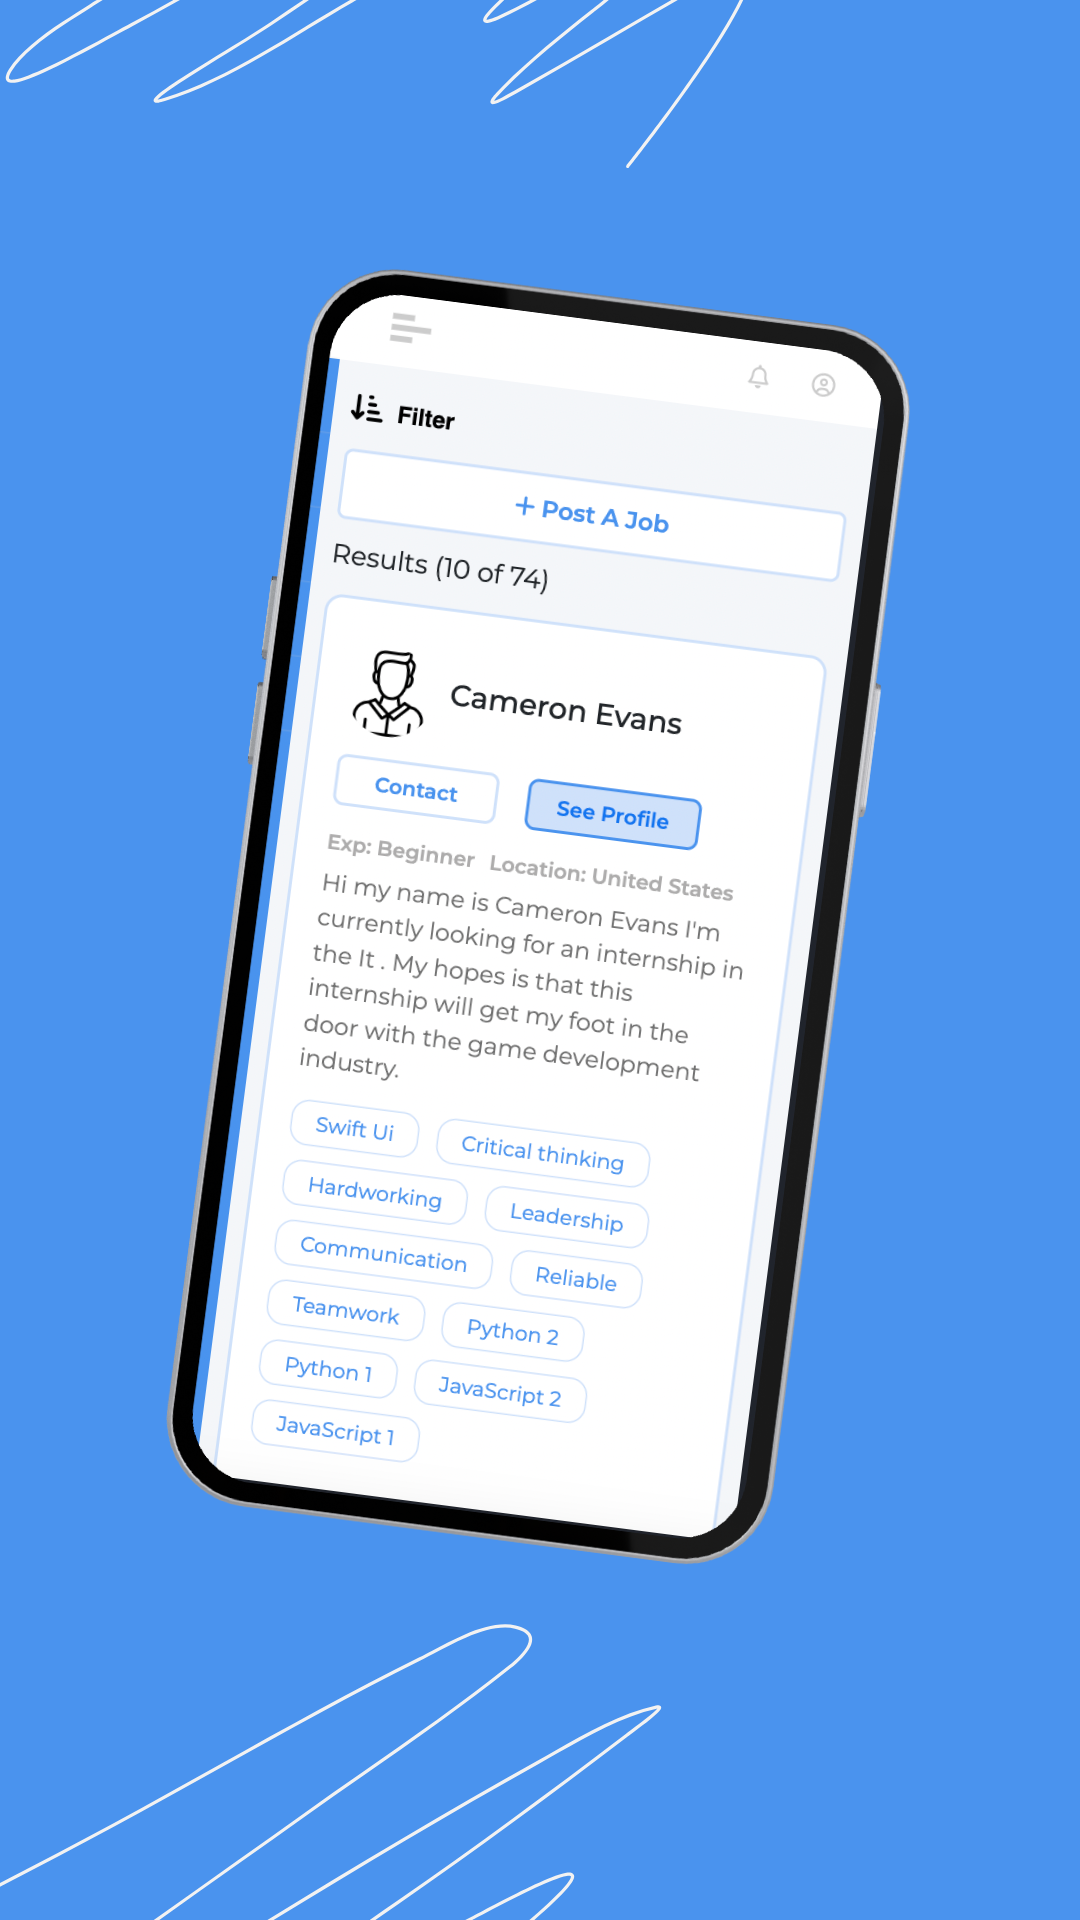 Filter
+ Post A Job
Results (10 of 74)
Cameron Evans
Contact
See Profile
Exp: Beginner Location: United States
Hi my name is Cameron Evans I'm
currently looking for an internship in
the It . My hopes is that this
internship will get my foot in the
door with the game development
industry.
Swift Ui
Critical thinking
Hardworking
Leadership
Communication
Reliable
Teamwork
Python 2
Python 1
JavaScript 2
JavaScript 1